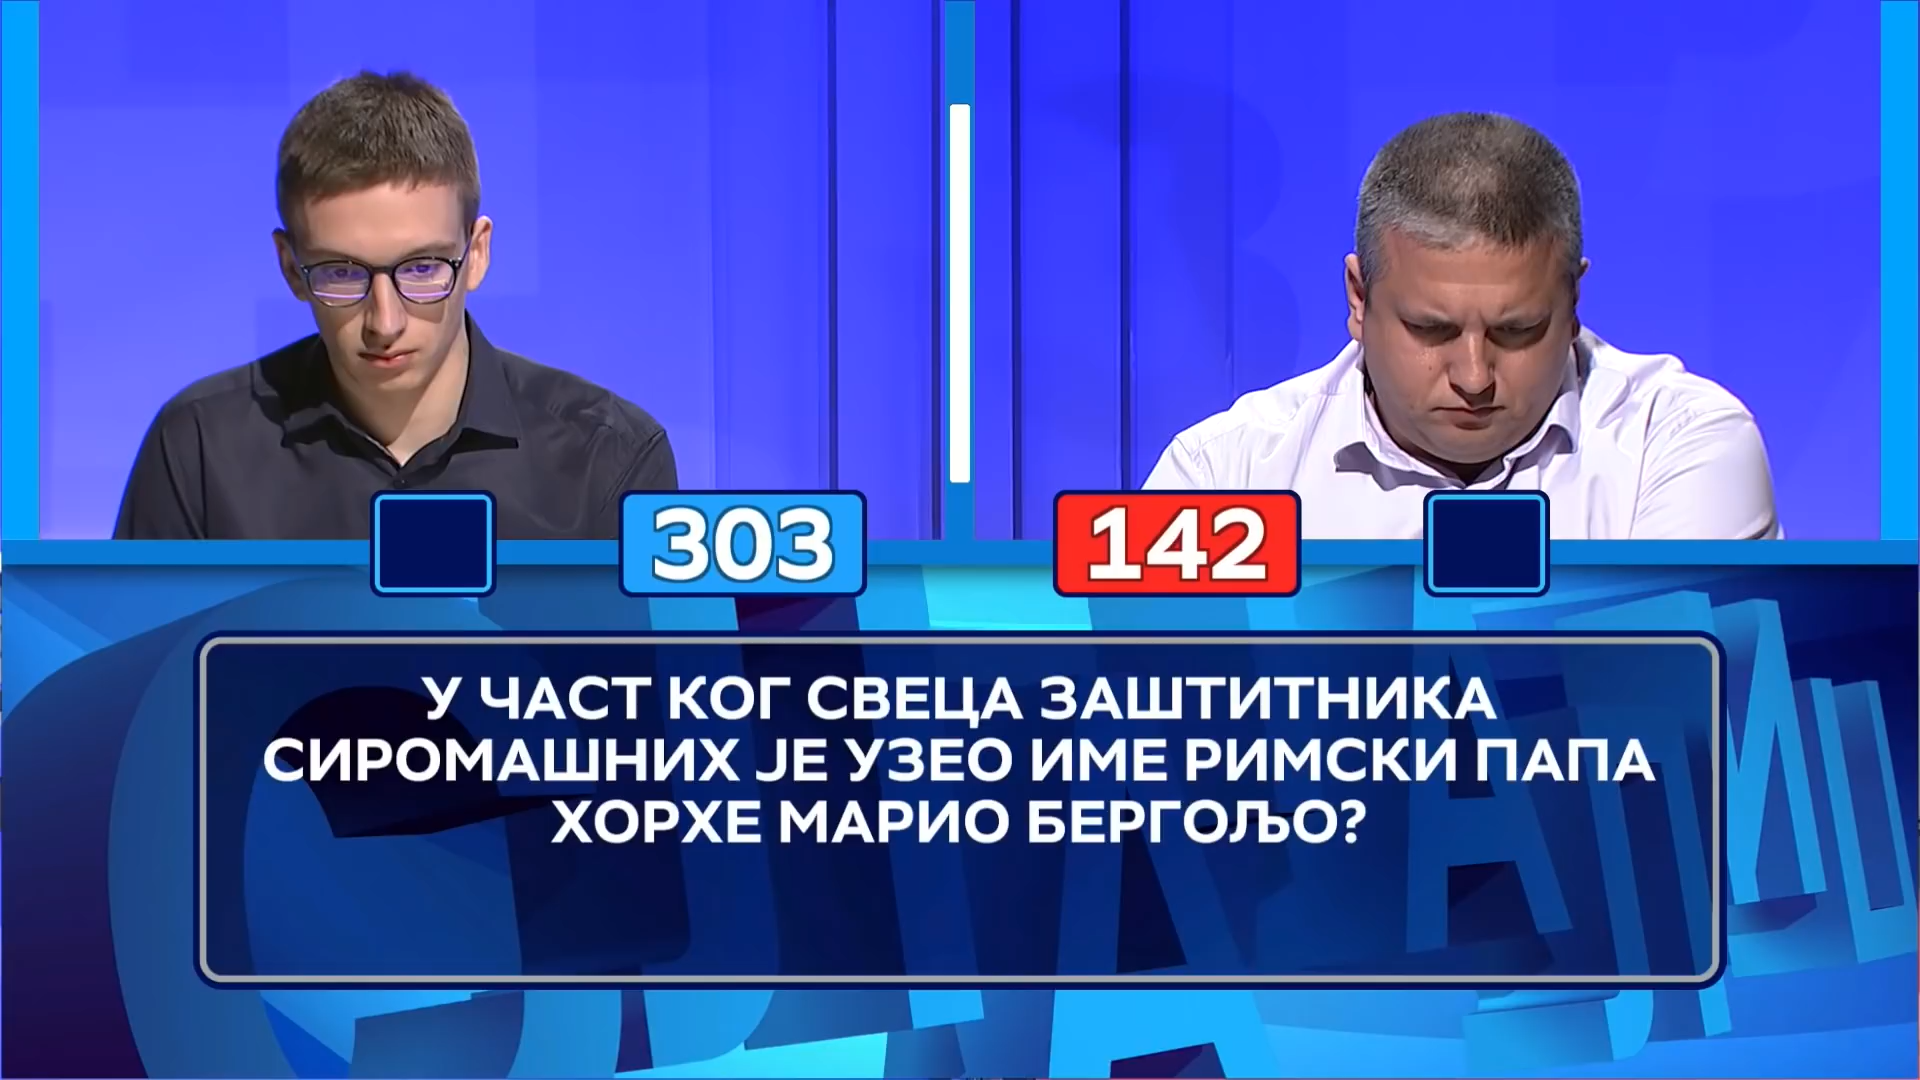 303
142
У ЧАСТ КОГ СВЕЦА ЗАШТИТНИКА
СИРОМАШНИХ ЈЕ УЗЕО ИМЕ РИМСКИ ПАПА
ХОРХЕ МАРИО БЕРГОЉО?